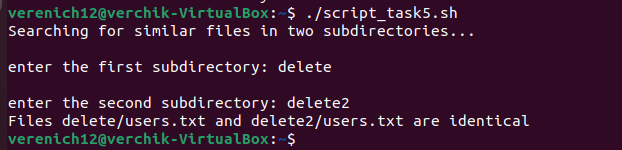 verenich12@verchik-VirtualBox:~$ ./script_task5.sh
Searching for similar files in two subdirectories...
enter the first subdirectory: delete
enter the second subdirectory: delete2
Files delete/users.txt and delete2/users.txt are identical
verenich12@verchik-VirtualBox:~$